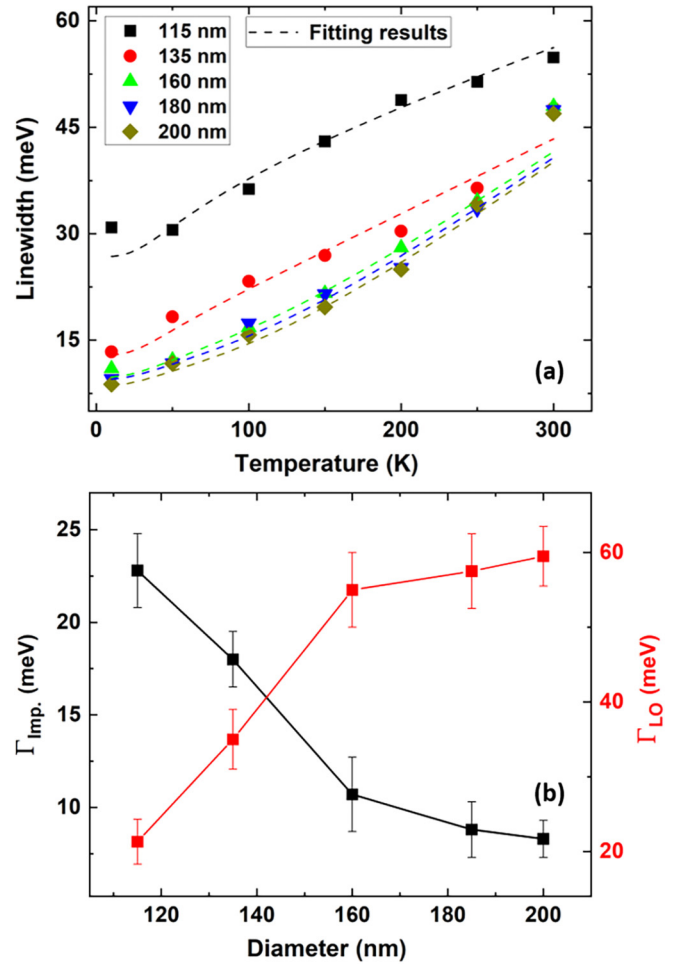 60
45
30
15
Linewidth (meV)
115 nm
135 nm
160 nm
180 nm
200 nm
Fitting results
(a)
0
100
200
300
Temperature (K)
25
20
15
10
Γ_Imp. (meV)
60
40
20
Γ_LO (meV)
(b)
120
140
160
180
200
Diameter (nm)